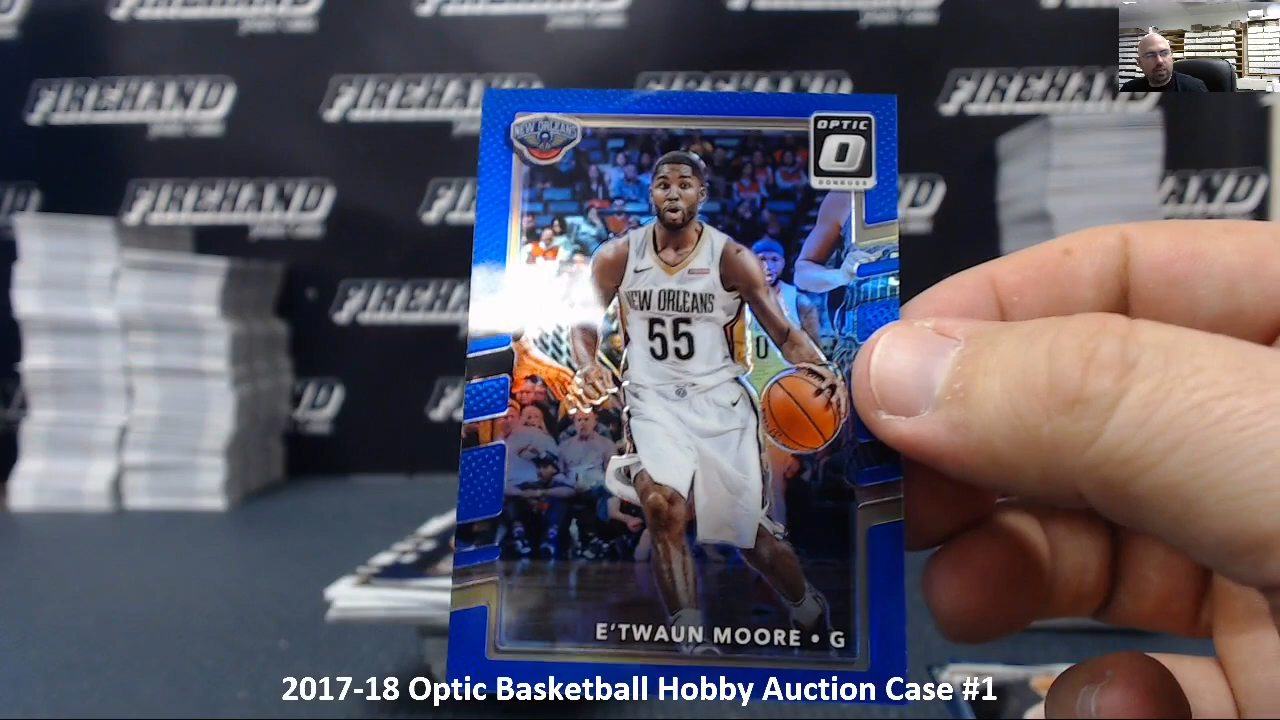 FIREHAND
FIREHAND
FIREHAND
FIREHAND
FIREHAND
NEW ORLEANS
OPTIC
O
DONRUSS
NEW ORLEANS
55
0
E'TWAUN MOORE • G
2017-18 Optic Basketball Hobby Auction Case #1